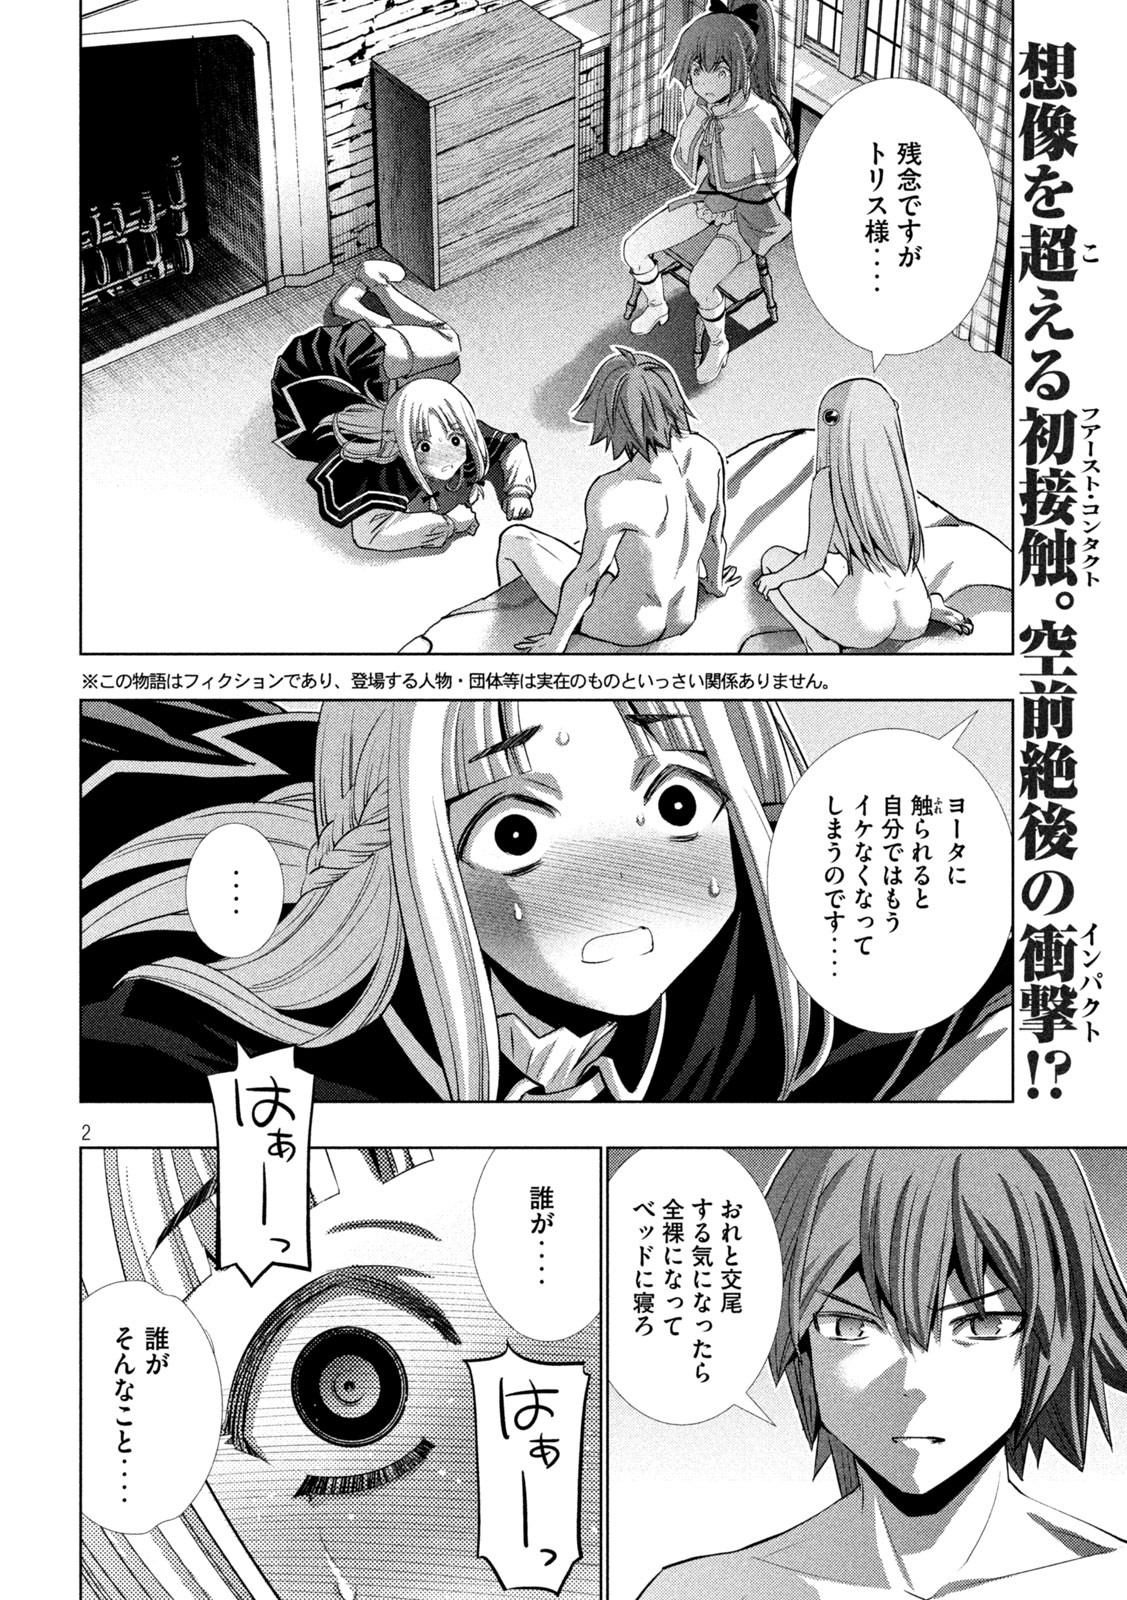 想像を超える初接触。空前絶後の衝撃!?
こ
ファースト・コンタクト
インパクト
残念ですが
トリス様‥‥
※この物語はフィクションであり、登場する人物・団体等は実在のものといっさい関係ありません。
ヨータに
触られると
ふれ
自分ではもう
イケなくなって
しまうのです‥‥
‥‥
2
おれと交尾
する気になったら
全裸になって
ベッドに寝ろ
はぁーっ
誰が‥‥
はぁーっ
誰が
そんなこと‥‥